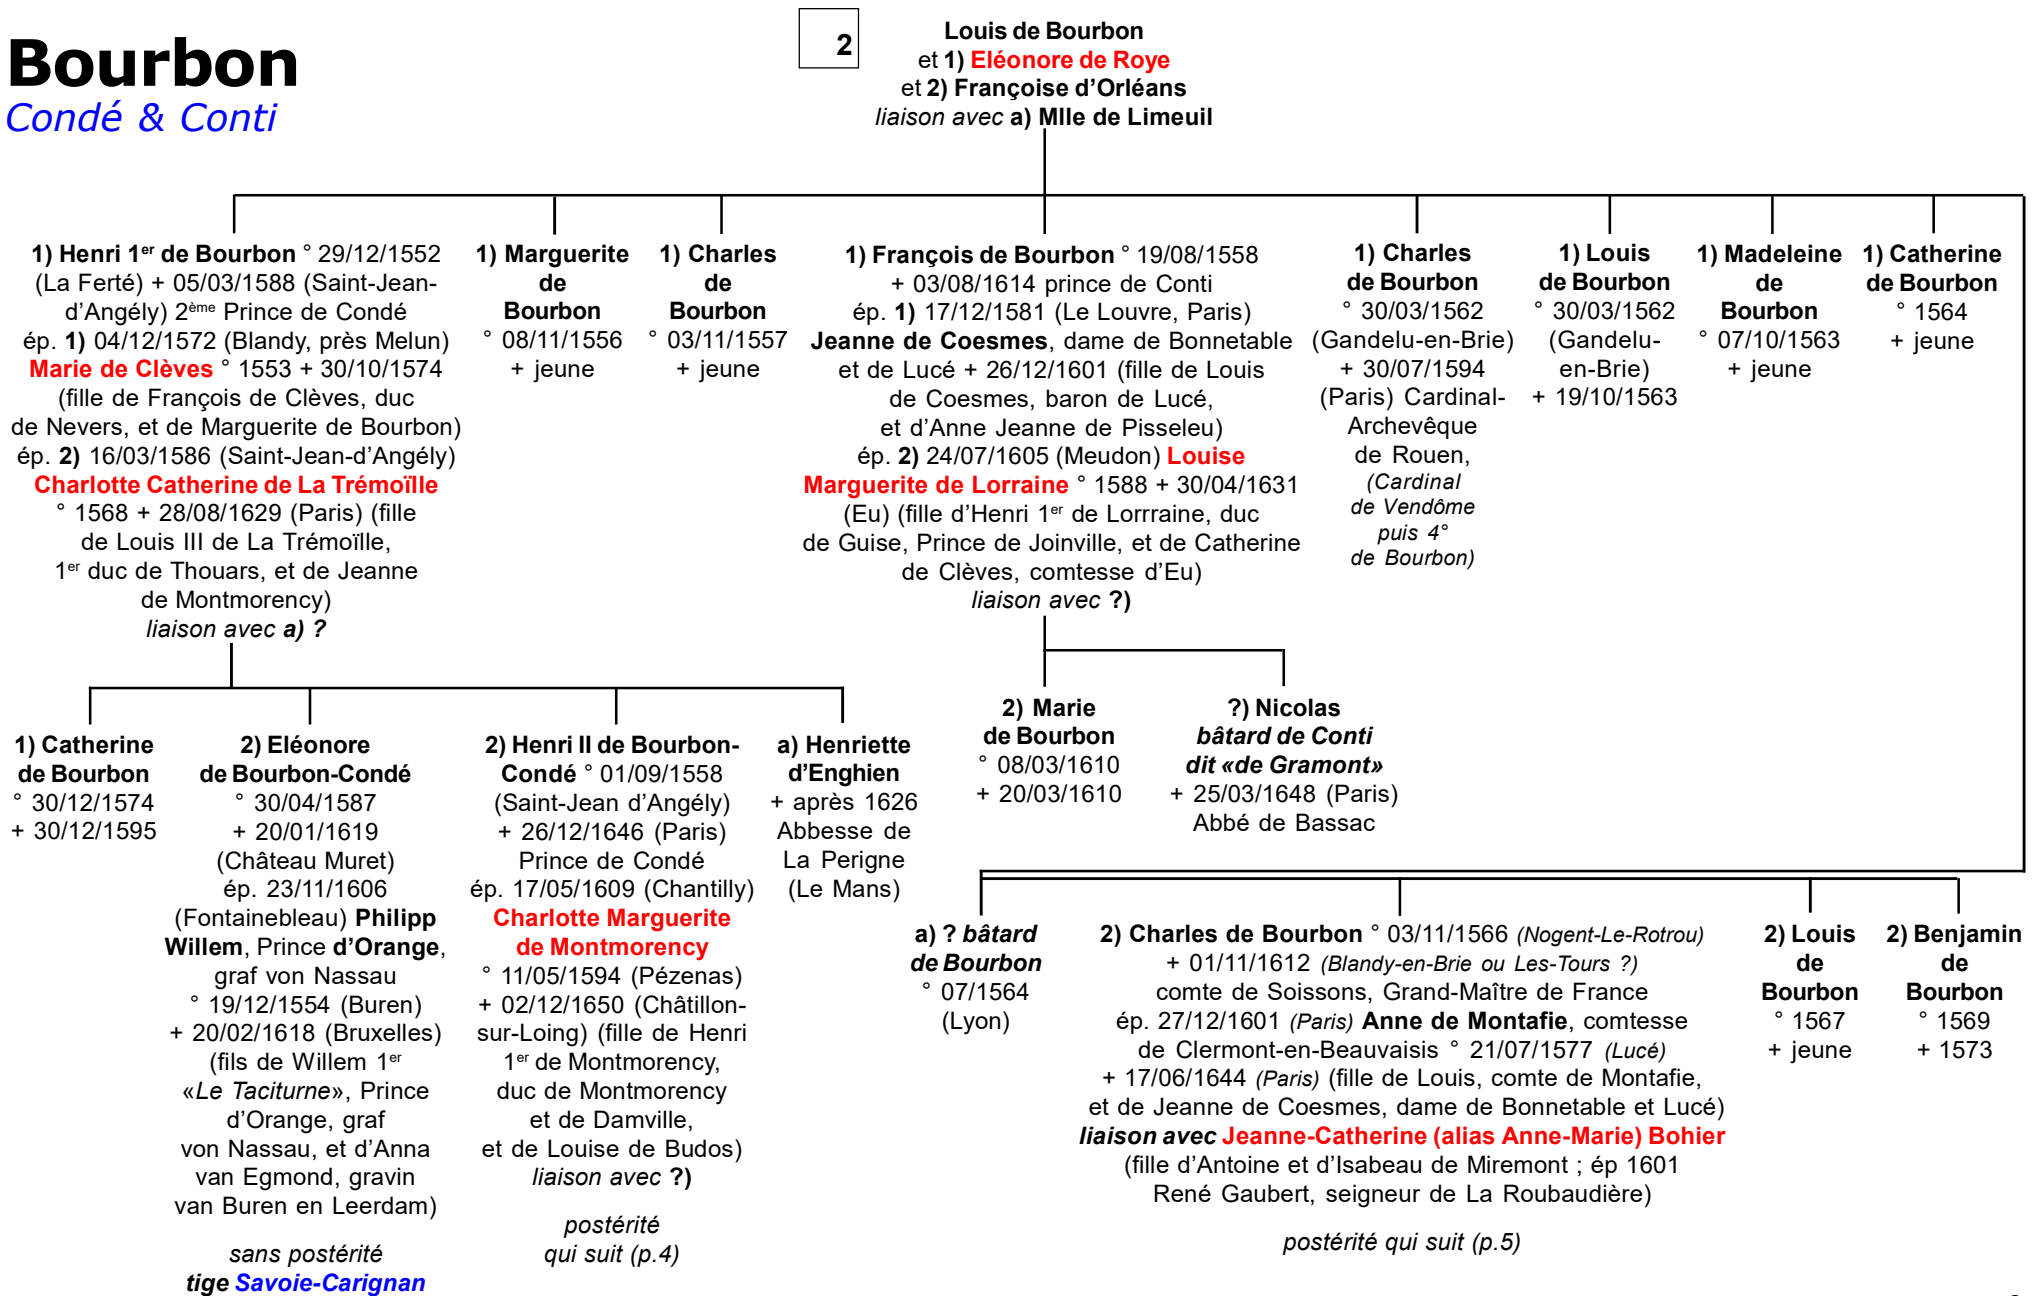 Bourbon
Condé & Conti
2
Louis de Bourbon
et 1) Eléonore de Roye
et 2) Françoise d’Orléans
liaison avec a) Mlle de Limeuil
1) Henri 1er de Bourbon ° 29/12/1552
(La Ferté) + 05/03/1588 (Saint-Jean-
d’Angély) 2ème Prince de Condé
ép. 1) 04/12/1572 (Blandy, près Melun)
Marie de Clèves ° 1553 + 30/10/1574
(fille de François de Clèves, duc
de Nevers, et de Marguerite de Bourbon)
ép. 2) 16/03/1586 (Saint-Jean-d’Angély)
Charlotte Catherine de La Trémoïlle
° 1568 + 28/08/1629 (Paris) (fille
de Louis III de La Trémoïlle,
1er duc de Thouars, et de Jeanne
de Montmorency)
liaison avec a) ?
1) Marguerite
de
Bourbon
° 08/11/1556
+ jeune
1) Charles
de
Bourbon
° 03/11/1557
+ jeune
1) François de Bourbon ° 19/08/1558
+ 03/08/1614 prince de Conti
ép. 1) 17/12/1581 (Le Louvre, Paris)
Jeanne de Coesmes, dame de Bonnetable
et de Lucé + 26/12/1601 (fille de Louis
de Coesmes, baron de Lucé,
et d'Anne Jeanne de Pisseleu)
ép. 2) 24/07/1605 (Meudon) Louise
Marguerite de Lorraine ° 1588 + 30/04/1631
(Eu) (fille d’Henri 1er de Lorrraine, duc
de Guise, Prince de Joinville, et de Catherine
de Clèves, comtesse d’Eu)
liaison avec ?)
1) Charles
de Bourbon
° 30/03/1562
(Gandelu-en-Brie)
+ 30/07/1594
(Paris) Cardinal-
Archevêque
de Rouen,
(Cardinal
de Vendôme
puis 4°
de Bourbon)
1) Louis
de Bourbon
° 30/03/1562
(Gandelu-
en-Brie)
+ 19/10/1563
1) Madeleine
de
Bourbon
° 07/10/1563
+ jeune
1) Catherine
de Bourbon
° 1564
+ jeune
1) Catherine
de Bourbon
° 30/12/1574
+ 30/12/1595
2) Eléonore
de Bourbon-Condé
° 30/04/1587
+ 20/01/1619
(Château Muret)
ép. 23/11/1606
(Fontainebleau) Philipp
Willem, Prince d’Orange,
graf von Nassau
° 19/12/1554 (Buren)
+ 20/02/1618 (Bruxelles)
(fils de Willem 1er
«Le Taciturne», Prince
d’Orange, graf
von Nassau, et d’Anna
van Egmond, gravin
van Buren en Leerdam)
sans postérité
tige Savoie-Carignan
2) Henri II de Bourbon-
Condé ° 01/09/1558
(Saint-Jean d’Angély)
+ 26/12/1646 (Paris)
Prince de Condé
ép. 17/05/1609 (Chantilly)
Charlotte Marguerite
de Montmorency
° 11/05/1594 (Pézenas)
+ 02/12/1650 (Châtillon-
sur-Loing) (fille de Henri
1er de Montmorency,
duc de Montmorency
et de Damville,
et de Louise de Budos)
liaison avec ?)
postérité
qui suit (p.4)
a) Henriette
d’Enghien
+ après 1626
Abbesse de
La Perigne
(Le Mans)
2) Marie
de Bourbon
° 08/03/1610
+ 20/03/1610
?) Nicolas
bâtard de Conti
dit «de Gramont»
+ 25/03/1648 (Paris)
Abbé de Bassac
a) ? bâtard
de Bourbon
° 07/1564
(Lyon)
2) Charles de Bourbon ° 03/11/1566 (Nogent-Le-Rotrou)
+ 01/11/1612 (Blandy-en-Brie ou Les-Tours ?)
comte de Soissons, Grand-Maître de France
ép. 27/12/1601 (Paris) Anne de Montafie, comtesse
de Clermont-en-Beauvaisis ° 21/07/1577 (Lucé)
+ 17/06/1644 (Paris) (fille de Louis, comte de Montafie,
et de Jeanne de Coesmes, dame de Bonnetable et Lucé)
liaison avec Jeanne-Catherine (alias Anne-Marie) Bohier
(fille d’Antoine et d’Isabeau de Miremont ; ép 1601
René Gaubert, seigneur de La Roubaudière)
postérité qui suit (p.5)
2) Louis
de
Bourbon
° 1567
+ jeune
2) Benjamin
de
Bourbon
° 1569
+ 1573